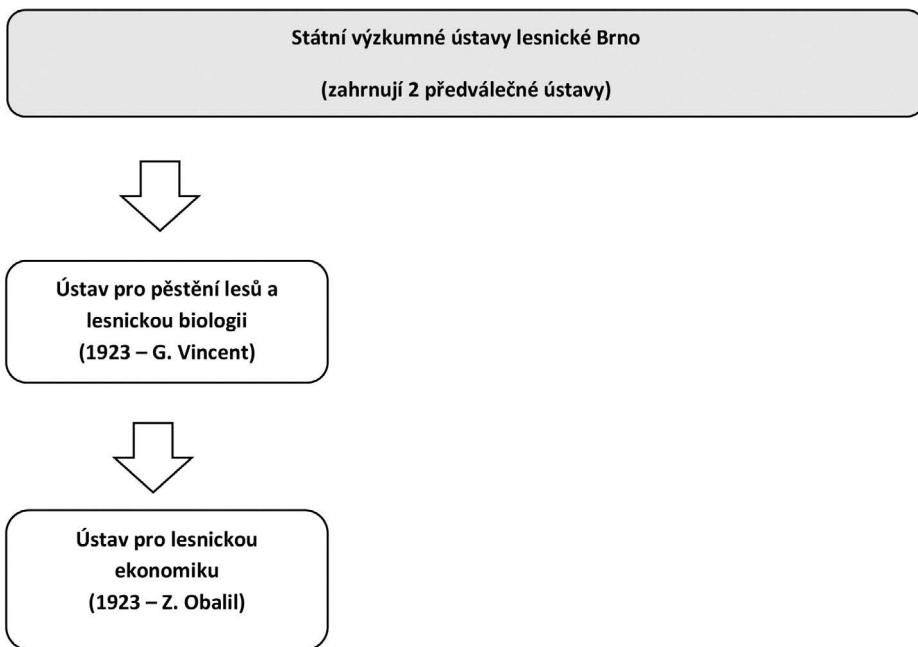 Státní výzkumné ústavy lesnické Brno
(zahrnují 2 předválečné ústavy)
Ústav pro pěstění lesů a
lesnickou biologii
(1923 – G. Vincent)
Ústav pro lesnickou
ekonomiku
(1923 – Z. Obalil)